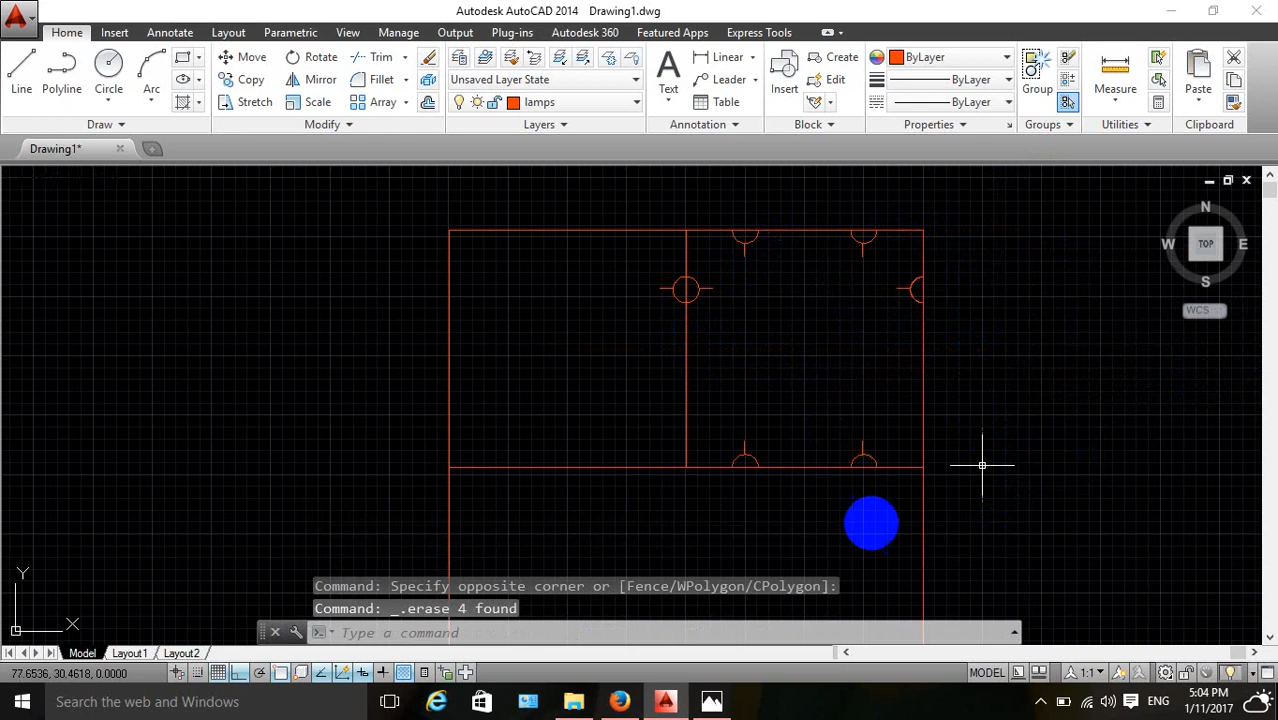 Autodesk AutoCAD 2014 Drawing1.dwg
Home Insert Annotate Layout Parametric View Manage Output Plug-ins Autodesk 360 Featured Apps Express Tools
Line Polyline Circle Arc
Move Rotate Trim
Copy Mirror Fillet
Stretch Scale Array
Unsaved Layer State
lamps
Text
Linear
Leader
Table
Insert
Create
Edit
ByLayer
ByLayer
ByLayer
Group
Measure
Paste
Draw Modify Layers Annotation Block Properties Groups Utilities Clipboard
Drawing1*
N
W TOP E
S
WCS
Y
X
Command: Specify opposite corner or [Fence/WPolygon/CPolygon]:
Command: _.erase 4 found
Type a command
Model Layout1 Layout2
77.6536, 30.4618, 0.0000 MODEL 1:1
Search the web and Windows
ENG
5:04 PM
1/11/2017